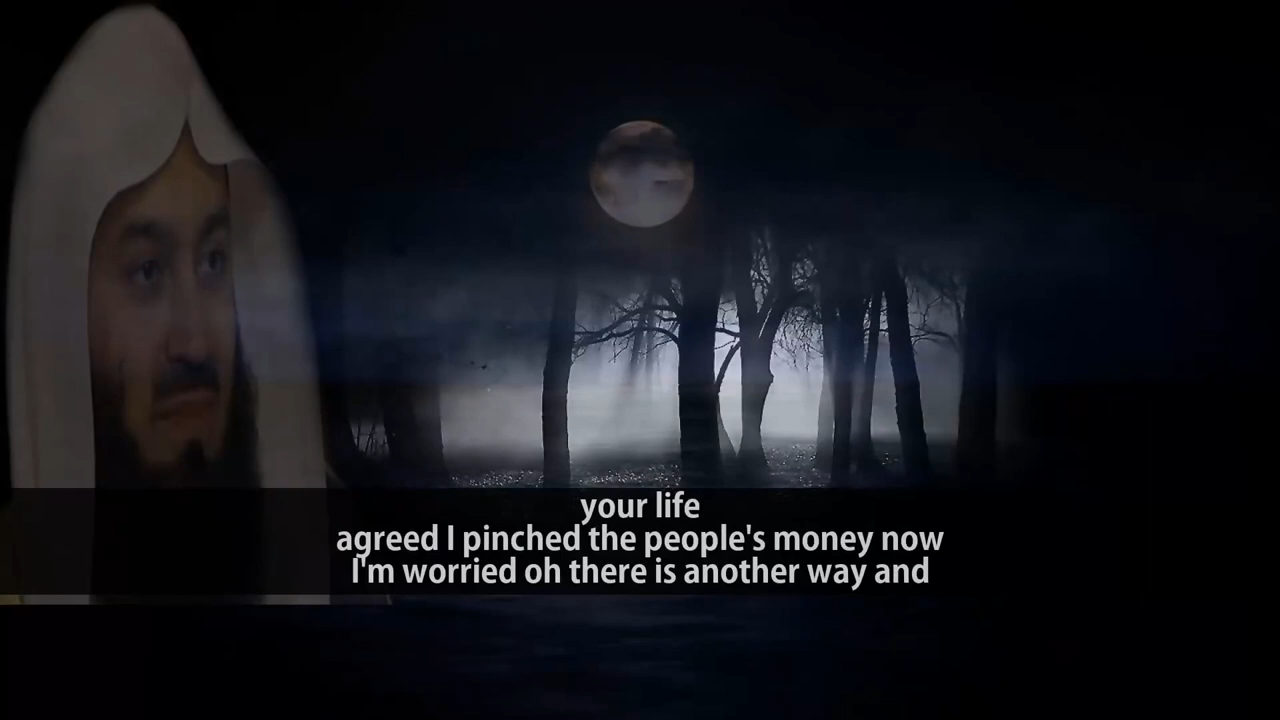 your life
agreed I pinched the people's money now
I'm worried oh there is another way and